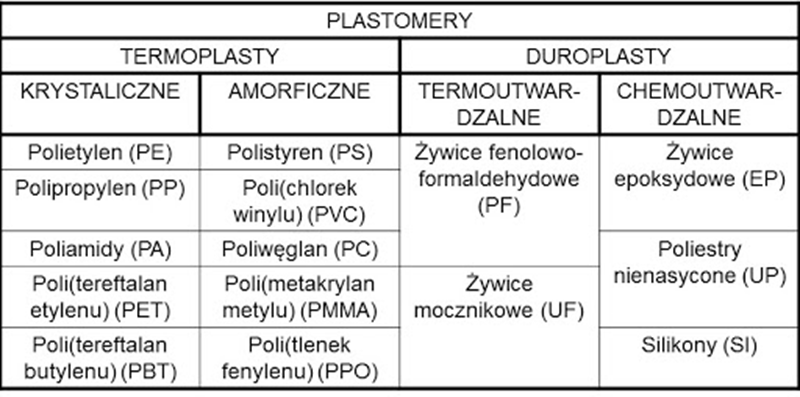 PLASTOMERY
TERMOPLASTY
DUROPLASTY
KRYSTALICZNE
AMORFICZNE
TERMOUTWAR-
DZALNE
CHEMOUTWAR-
DZALNE
Polietylen (PE)
Polistyren (PS)
Żywice fenolowo-
formaldehydowe
(PF)
Żywice
epoksydowe (EP)
Polipropylen (PP)
Poli(chlorek
winylu) (PVC)
Poliamidy (PA)
Poliwęglan (PC)
Poliestry
nienasycone (UP)
Poli(tereftalan
etylenu) (PET)
Poli(metakrylan
metylu) (PMMA)
Żywice
mocznikowe (UF)
Poli(tereftalan
butylenu) (PBT)
Poli(tlenek
fenylenu) (PPO)
Silikony (SI)